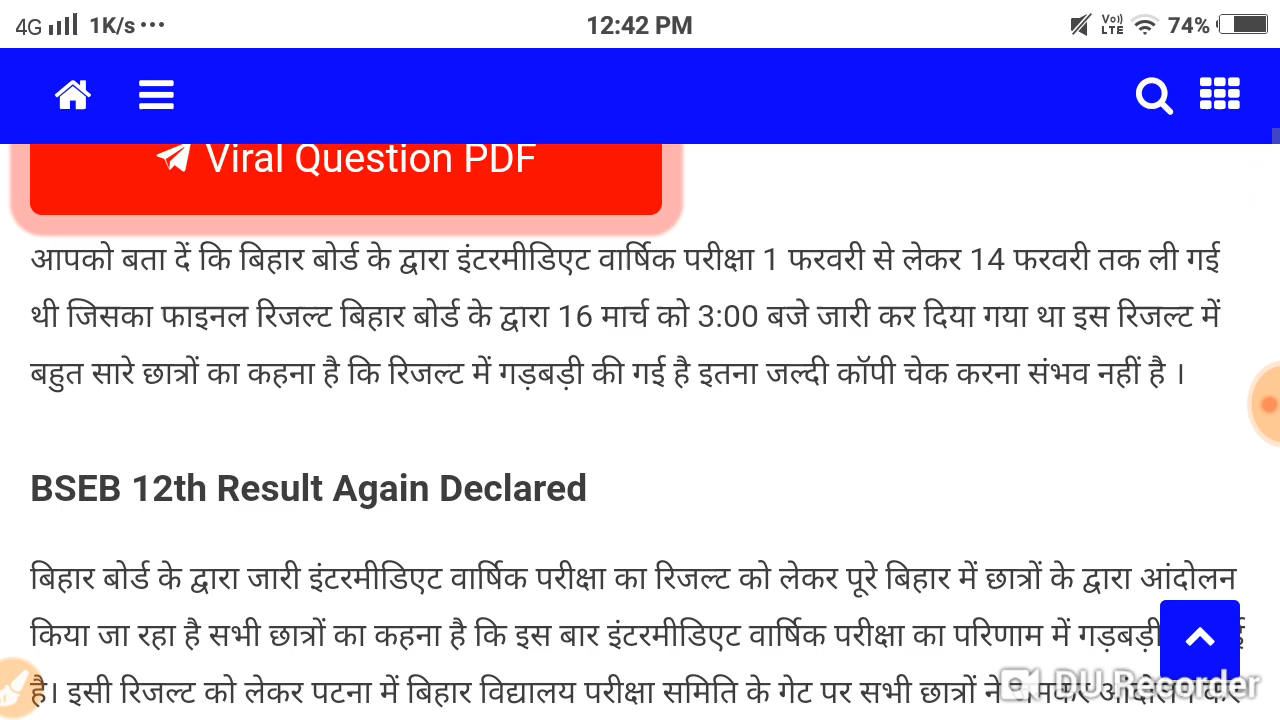 4G 1K/s ••• 12:42 PM Vo)) LTE 74%
Viral Question PDF
आपको बता दें कि बिहार बोर्ड के द्वारा इंटरमीडिएट वार्षिक परीक्षा 1 फरवरी से लेकर 14 फरवरी तक ली गई
थी जिसका फाइनल रिजल्ट बिहार बोर्ड के द्वारा 16 मार्च को 3:00 बजे जारी कर दिया गया था इस रिजल्ट में
बहुत सारे छात्रों का कहना है कि रिजल्ट में गड़बड़ी की गई है इतना जल्दी कॉपी चेक करना संभव नहीं है ।
BSEB 12th Result Again Declared
बिहार बोर्ड के द्वारा जारी इंटरमीडिएट वार्षिक परीक्षा का रिजल्ट को लेकर पूरे बिहार में छात्रों के द्वारा आंदोलन
किया जा रहा है सभी छात्रों का कहना है कि इस बार इंटरमीडिएट वार्षिक परीक्षा का परिणाम में गड़बड़ी
है। इसी रिजल्ट को लेकर पटना में बिहार विद्यालय परीक्षा समिति के गेट पर सभी छात्रों ने
DU Recorder